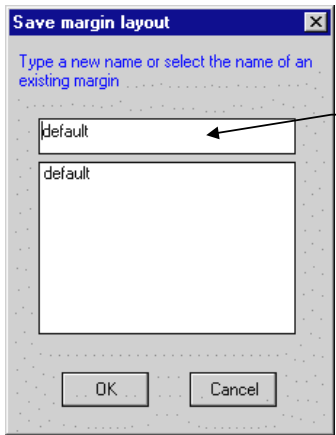 Save margin layout
Type a new name or select the name of an
existing margin
default
default
OK
Cancel